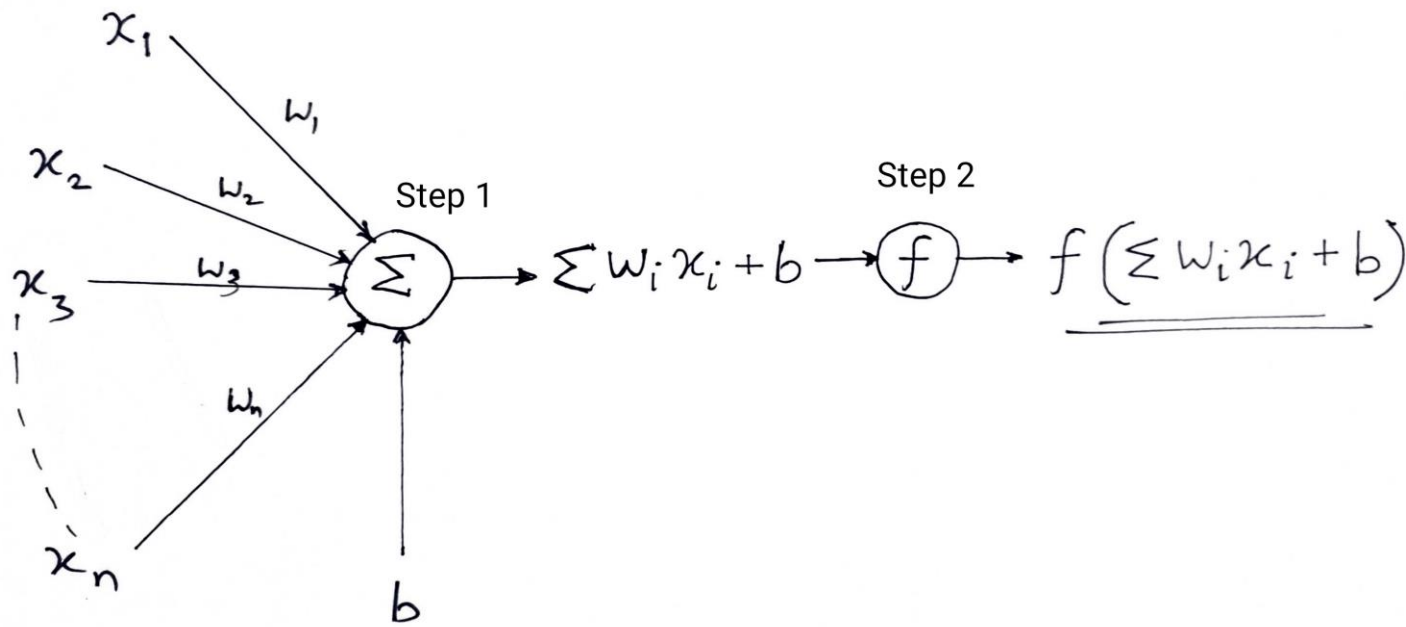 x₁
w₁
x₂
w₂
Step 1
Step 2
x₃
w₃
Σ
Σ wᵢ xᵢ + b
f
f (Σ wᵢ xᵢ + b)
wₙ
xₙ
b